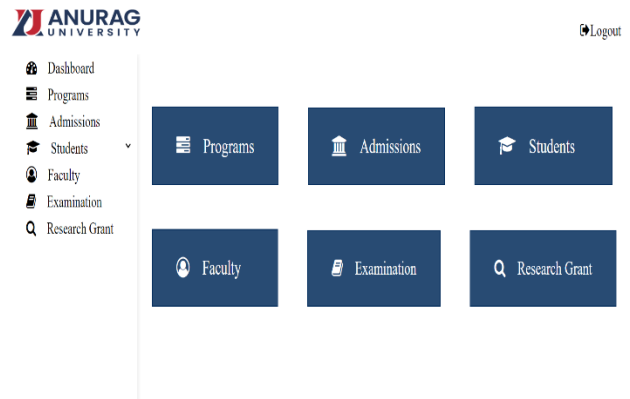 ANURAG
UNIVERSITY
Logout
Dashboard
Programs
Admissions
Students
Faculty
Examination
Research Grant
Programs
Admissions
Students
Faculty
Examination
Research Grant